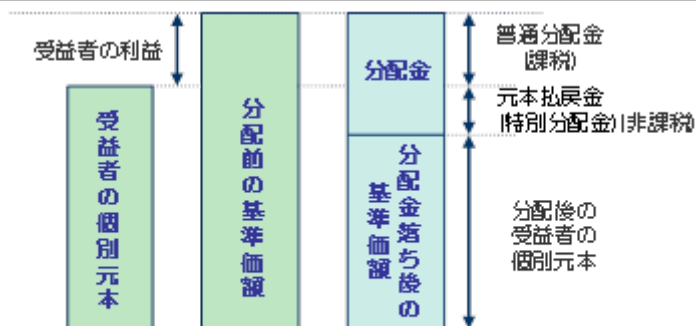 受益者の利益
受益者の個別元本
分配前の基準価額
分配金
分配金落ち後の
基準価額
普通分配金
(課税)
元本払戻金
(特別分配金)(非課税)
分配後の
受益者の
個別元本